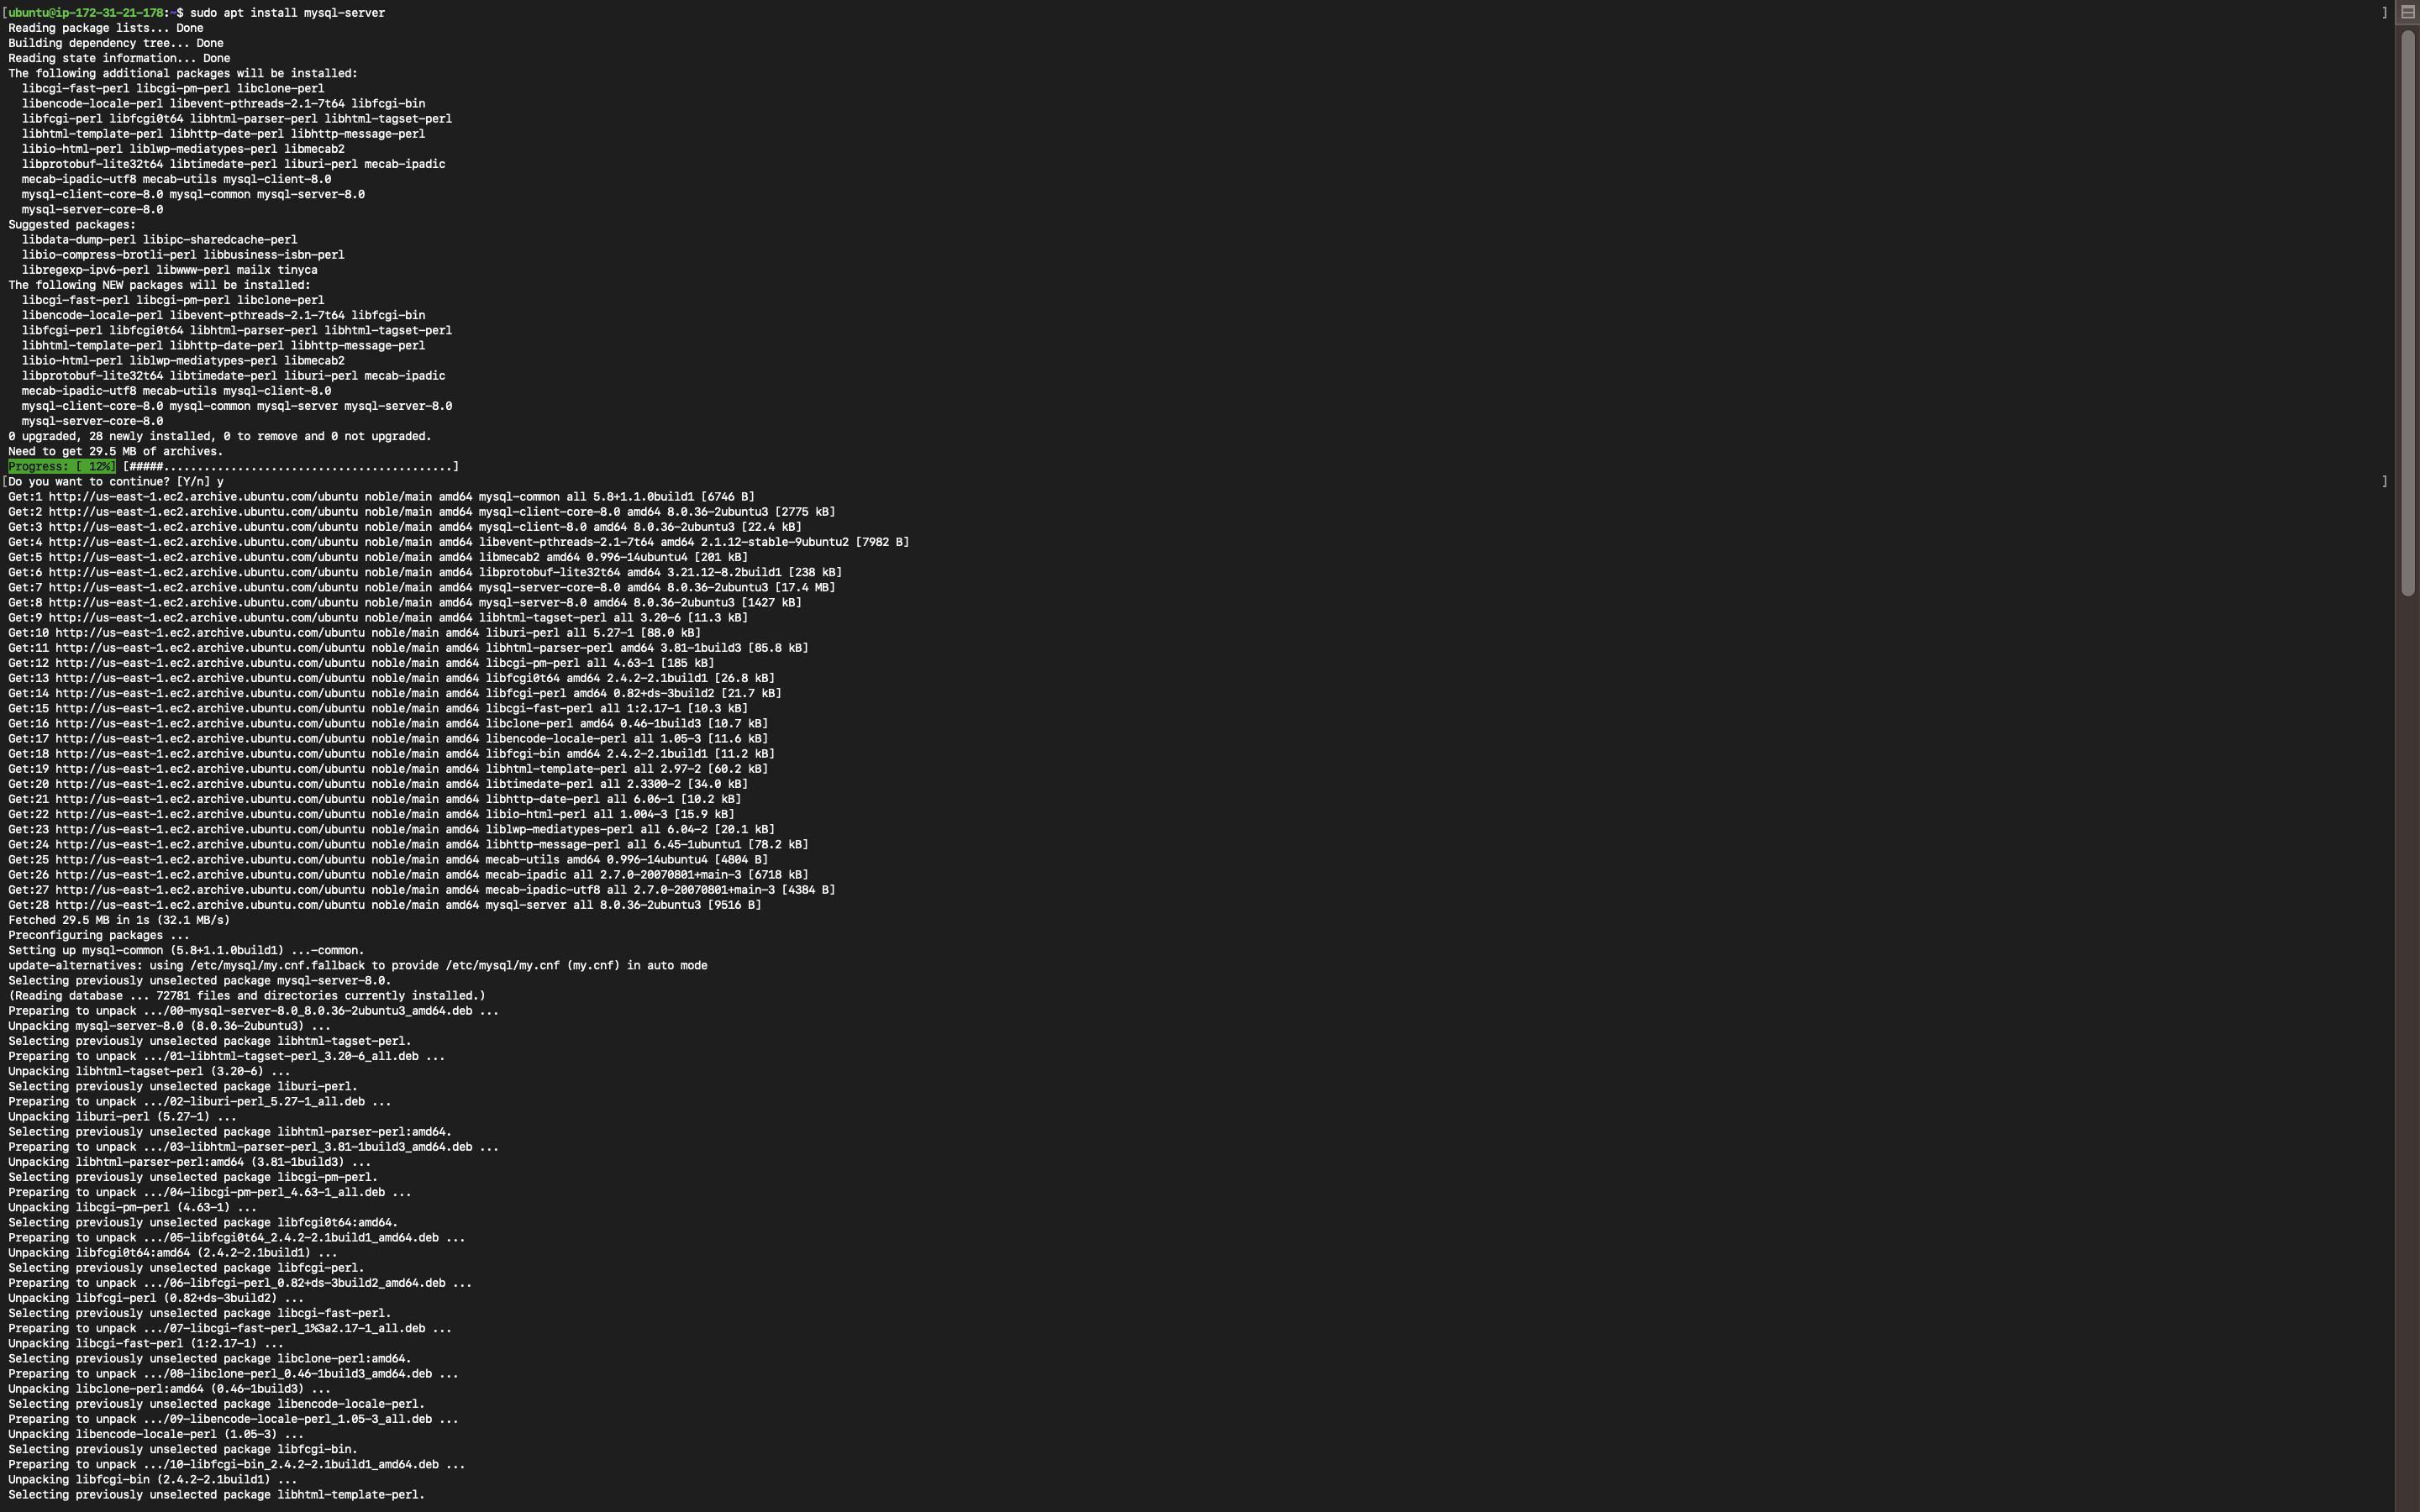 [ubuntu@ip-172-31-21-178:~$ sudo apt install mysql-server ]
Reading package lists... Done
Building dependency tree... Done
Reading state information... Done
The following additional packages will be installed:
  libcgi-fast-perl libcgi-pm-perl libclone-perl
  libencode-locale-perl libevent-pthreads-2.1-7t64 libfcgi-bin
  libfcgi-perl libfcgi0t64 libhtml-parser-perl libhtml-tagset-perl
  libhtml-template-perl libhttp-date-perl libhttp-message-perl
  libio-html-perl liblwp-mediatypes-perl libmecab2
  libprotobuf-lite32t64 libtimedate-perl liburi-perl mecab-ipadic
  mecab-ipadic-utf8 mecab-utils mysql-client-8.0
  mysql-client-core-8.0 mysql-common mysql-server-8.0
  mysql-server-core-8.0
Suggested packages:
  libdata-dump-perl libipc-sharedcache-perl
  libio-compress-brotli-perl libbusiness-isbn-perl
  libregexp-ipv6-perl libwww-perl mailx tinyca
The following NEW packages will be installed:
  libcgi-fast-perl libcgi-pm-perl libclone-perl
  libencode-locale-perl libevent-pthreads-2.1-7t64 libfcgi-bin
  libfcgi-perl libfcgi0t64 libhtml-parser-perl libhtml-tagset-perl
  libhtml-template-perl libhttp-date-perl libhttp-message-perl
  libio-html-perl liblwp-mediatypes-perl libmecab2
  libprotobuf-lite32t64 libtimedate-perl liburi-perl mecab-ipadic
  mecab-ipadic-utf8 mecab-utils mysql-client-8.0
  mysql-client-core-8.0 mysql-common mysql-server mysql-server-8.0
  mysql-server-core-8.0
0 upgraded, 28 newly installed, 0 to remove and 0 not upgraded.
Need to get 29.5 MB of archives.
Progress: [ 12%] [#####...........................................]
[Do you want to continue? [Y/n] y ]
Get:1 http://us-east-1.ec2.archive.ubuntu.com/ubuntu noble/main amd64 mysql-common all 5.8+1.1.0build1 [6746 B]
Get:2 http://us-east-1.ec2.archive.ubuntu.com/ubuntu noble/main amd64 mysql-client-core-8.0 amd64 8.0.36-2ubuntu3 [2775 kB]
Get:3 http://us-east-1.ec2.archive.ubuntu.com/ubuntu noble/main amd64 mysql-client-8.0 amd64 8.0.36-2ubuntu3 [22.4 kB]
Get:4 http://us-east-1.ec2.archive.ubuntu.com/ubuntu noble/main amd64 libevent-pthreads-2.1-7t64 amd64 2.1.12-stable-9ubuntu2 [7982 B]
Get:5 http://us-east-1.ec2.archive.ubuntu.com/ubuntu noble/main amd64 libmecab2 amd64 0.996-14ubuntu4 [201 kB]
Get:6 http://us-east-1.ec2.archive.ubuntu.com/ubuntu noble/main amd64 libprotobuf-lite32t64 amd64 3.21.12-8.2build1 [238 kB]
Get:7 http://us-east-1.ec2.archive.ubuntu.com/ubuntu noble/main amd64 mysql-server-core-8.0 amd64 8.0.36-2ubuntu3 [17.4 MB]
Get:8 http://us-east-1.ec2.archive.ubuntu.com/ubuntu noble/main amd64 mysql-server-8.0 amd64 8.0.36-2ubuntu3 [1427 kB]
Get:9 http://us-east-1.ec2.archive.ubuntu.com/ubuntu noble/main amd64 libhtml-tagset-perl all 3.20-6 [11.3 kB]
Get:10 http://us-east-1.ec2.archive.ubuntu.com/ubuntu noble/main amd64 liburi-perl all 5.27-1 [88.0 kB]
Get:11 http://us-east-1.ec2.archive.ubuntu.com/ubuntu noble/main amd64 libhtml-parser-perl amd64 3.81-1build3 [85.8 kB]
Get:12 http://us-east-1.ec2.archive.ubuntu.com/ubuntu noble/main amd64 libcgi-pm-perl all 4.63-1 [185 kB]
Get:13 http://us-east-1.ec2.archive.ubuntu.com/ubuntu noble/main amd64 libfcgi0t64 amd64 2.4.2-2.1build1 [26.8 kB]
Get:14 http://us-east-1.ec2.archive.ubuntu.com/ubuntu noble/main amd64 libfcgi-perl amd64 0.82+ds-3build2 [21.7 kB]
Get:15 http://us-east-1.ec2.archive.ubuntu.com/ubuntu noble/main amd64 libcgi-fast-perl all 1:2.17-1 [10.3 kB]
Get:16 http://us-east-1.ec2.archive.ubuntu.com/ubuntu noble/main amd64 libclone-perl amd64 0.46-1build3 [10.7 kB]
Get:17 http://us-east-1.ec2.archive.ubuntu.com/ubuntu noble/main amd64 libencode-locale-perl all 1.05-3 [11.6 kB]
Get:18 http://us-east-1.ec2.archive.ubuntu.com/ubuntu noble/main amd64 libfcgi-bin amd64 2.4.2-2.1build1 [11.2 kB]
Get:19 http://us-east-1.ec2.archive.ubuntu.com/ubuntu noble/main amd64 libhtml-template-perl all 2.97-2 [60.2 kB]
Get:20 http://us-east-1.ec2.archive.ubuntu.com/ubuntu noble/main amd64 libtimedate-perl all 2.3300-2 [34.0 kB]
Get:21 http://us-east-1.ec2.archive.ubuntu.com/ubuntu noble/main amd64 libhttp-date-perl all 6.06-1 [10.2 kB]
Get:22 http://us-east-1.ec2.archive.ubuntu.com/ubuntu noble/main amd64 libio-html-perl all 1.004-3 [15.9 kB]
Get:23 http://us-east-1.ec2.archive.ubuntu.com/ubuntu noble/main amd64 liblwp-mediatypes-perl all 6.04-2 [20.1 kB]
Get:24 http://us-east-1.ec2.archive.ubuntu.com/ubuntu noble/main amd64 libhttp-message-perl all 6.45-1ubuntu1 [78.2 kB]
Get:25 http://us-east-1.ec2.archive.ubuntu.com/ubuntu noble/main amd64 mecab-utils amd64 0.996-14ubuntu4 [4804 B]
Get:26 http://us-east-1.ec2.archive.ubuntu.com/ubuntu noble/main amd64 mecab-ipadic all 2.7.0-20070801+main-3 [6718 kB]
Get:27 http://us-east-1.ec2.archive.ubuntu.com/ubuntu noble/main amd64 mecab-ipadic-utf8 all 2.7.0-20070801+main-3 [4384 B]
Get:28 http://us-east-1.ec2.archive.ubuntu.com/ubuntu noble/main amd64 mysql-server all 8.0.36-2ubuntu3 [9516 B]
Fetched 29.5 MB in 1s (32.1 MB/s)
Preconfiguring packages ...
Setting up mysql-common (5.8+1.1.0build1) ...-common.
update-alternatives: using /etc/mysql/my.cnf.fallback to provide /etc/mysql/my.cnf (my.cnf) in auto mode
Selecting previously unselected package mysql-server-8.0.
(Reading database ... 72781 files and directories currently installed.)
Preparing to unpack .../00-mysql-server-8.0_8.0.36-2ubuntu3_amd64.deb ...
Unpacking mysql-server-8.0 (8.0.36-2ubuntu3) ...
Selecting previously unselected package libhtml-tagset-perl.
Preparing to unpack .../01-libhtml-tagset-perl_3.20-6_all.deb ...
Unpacking libhtml-tagset-perl (3.20-6) ...
Selecting previously unselected package liburi-perl.
Preparing to unpack .../02-liburi-perl_5.27-1_all.deb ...
Unpacking liburi-perl (5.27-1) ...
Selecting previously unselected package libhtml-parser-perl:amd64.
Preparing to unpack .../03-libhtml-parser-perl_3.81-1build3_amd64.deb ...
Unpacking libhtml-parser-perl:amd64 (3.81-1build3) ...
Selecting previously unselected package libcgi-pm-perl.
Preparing to unpack .../04-libcgi-pm-perl_4.63-1_all.deb ...
Unpacking libcgi-pm-perl (4.63-1) ...
Selecting previously unselected package libfcgi0t64:amd64.
Preparing to unpack .../05-libfcgi0t64_2.4.2-2.1build1_amd64.deb ...
Unpacking libfcgi0t64:amd64 (2.4.2-2.1build1) ...
Selecting previously unselected package libfcgi-perl.
Preparing to unpack .../06-libfcgi-perl_0.82+ds-3build2_amd64.deb ...
Unpacking libfcgi-perl (0.82+ds-3build2) ...
Selecting previously unselected package libcgi-fast-perl.
Preparing to unpack .../07-libcgi-fast-perl_1%3a2.17-1_all.deb ...
Unpacking libcgi-fast-perl (1:2.17-1) ...
Selecting previously unselected package libclone-perl:amd64.
Preparing to unpack .../08-libclone-perl_0.46-1build3_amd64.deb ...
Unpacking libclone-perl:amd64 (0.46-1build3) ...
Selecting previously unselected package libencode-locale-perl.
Preparing to unpack .../09-libencode-locale-perl_1.05-3_all.deb ...
Unpacking libencode-locale-perl (1.05-3) ...
Selecting previously unselected package libfcgi-bin.
Preparing to unpack .../10-libfcgi-bin_2.4.2-2.1build1_amd64.deb ...
Unpacking libfcgi-bin (2.4.2-2.1build1) ...
Selecting previously unselected package libhtml-template-perl.